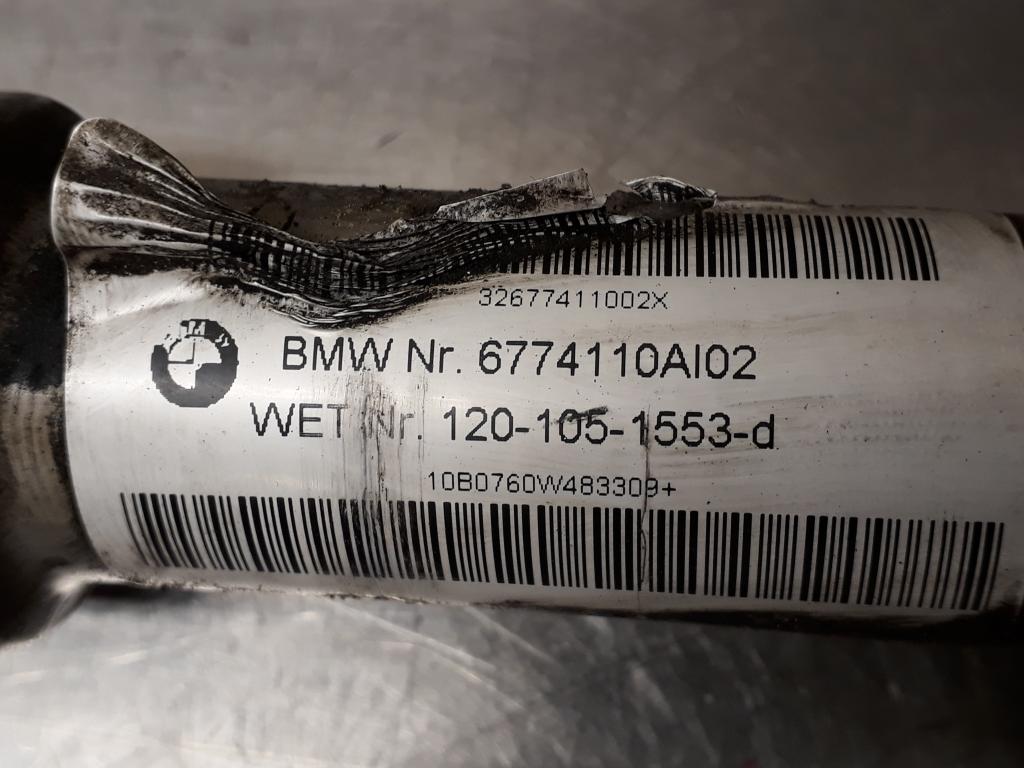 32677411002X
BMW Nr. 6774110AI02
WET Nr. 120-105-1553-d
10B0760W483309+